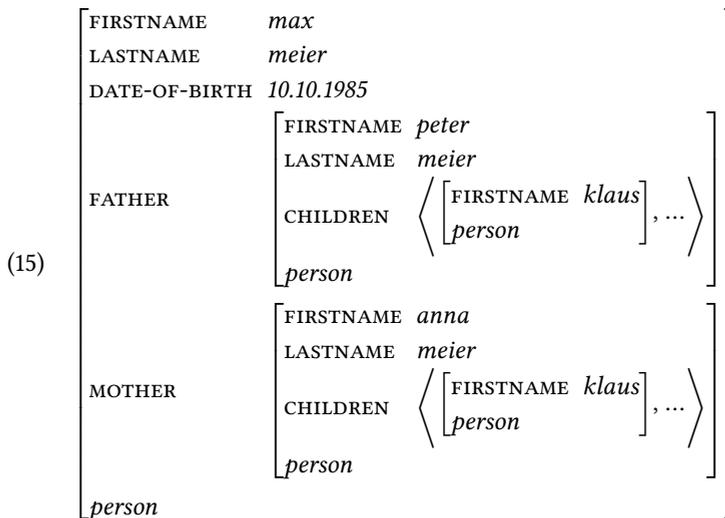 FIRSTNAME max
LASTNAME meier
DATE-OF-BIRTH 10.10.1985
FIRSTNAME peter
LASTNAME meier
FATHER
CHILDREN ⟨[FIRSTNAME klaus
person], ...⟩
person
(15)
FIRSTNAME anna
LASTNAME meier
MOTHER
CHILDREN ⟨[FIRSTNAME klaus
person], ...⟩
person
person